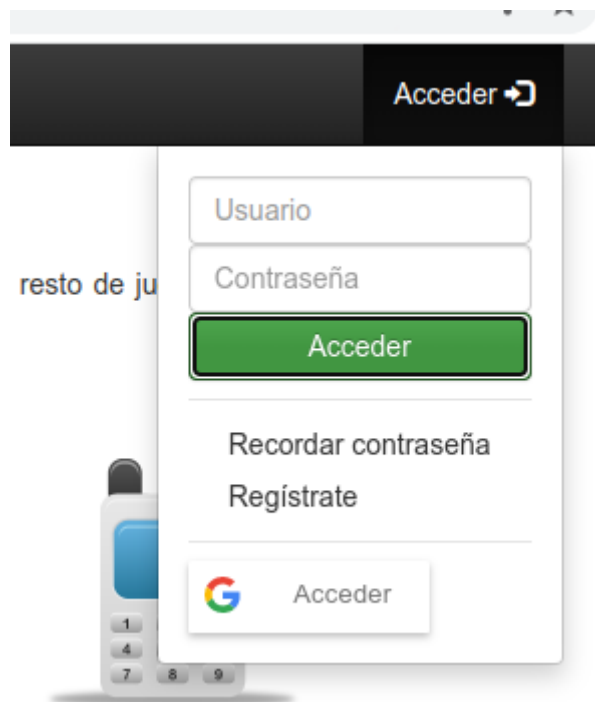 Acceder
Usuario
resto de ju
Contraseña
Acceder
Recordar contraseña
Regístrate
Acceder
1
4
7 8 9